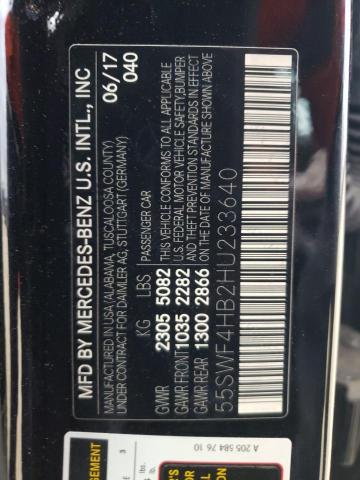 MFD BY MERCEDES-BENZ U.S. INTL., INC
MANUFACTURED IN USA (ALABAMA, TUSCALOOSA COUNTY)
UNDER CONTRACT FOR DAIMLER AG, STUTTGART (GERMANY)
06/17
040
KG LBS
GVWR 2305 5082
GAWR FRONT 1035 2282
GAWR REAR 1300 2866
PASSENGER CAR
THIS VEHICLE CONFORMS TO ALL APPLICABLE
U.S. FEDERAL MOTOR VEHICLE SAFETY,BUMPER
AND THEFT PREVENTION STANDARDS IN EFFECT
ON THE DATE OF MANUFACTURE SHOWN ABOVE
55SWF4HB2HU233640
A 205 584 76 10
3